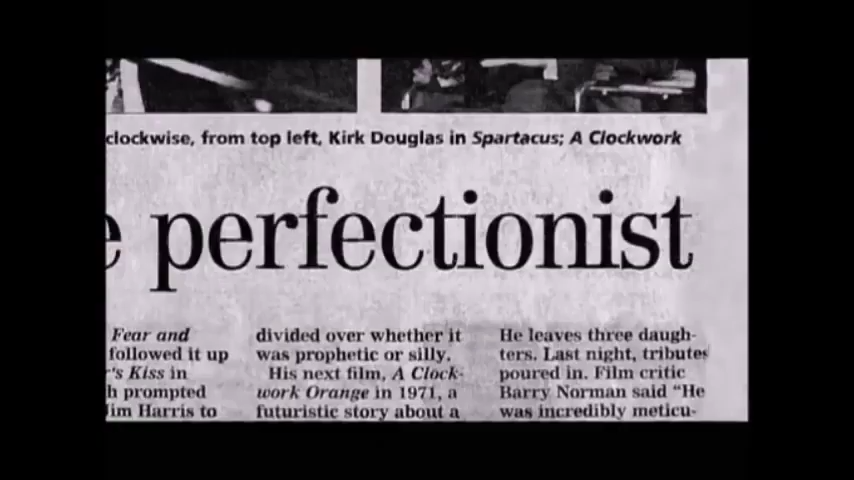 clockwise, from top left, Kirk Douglas in Spartacus; A Clockwork
e perfectionist
Fear and
followed it up
's Kiss in
h prompted
Jim Harris to
divided over whether it
was prophetic or silly.
His next film, A Clock-
work Orange in 1971, a
futuristic story about a
He leaves three daugh-
ters. Last night, tributes
poured in. Film critic
Barry Norman said "He
was incredibly meticu-